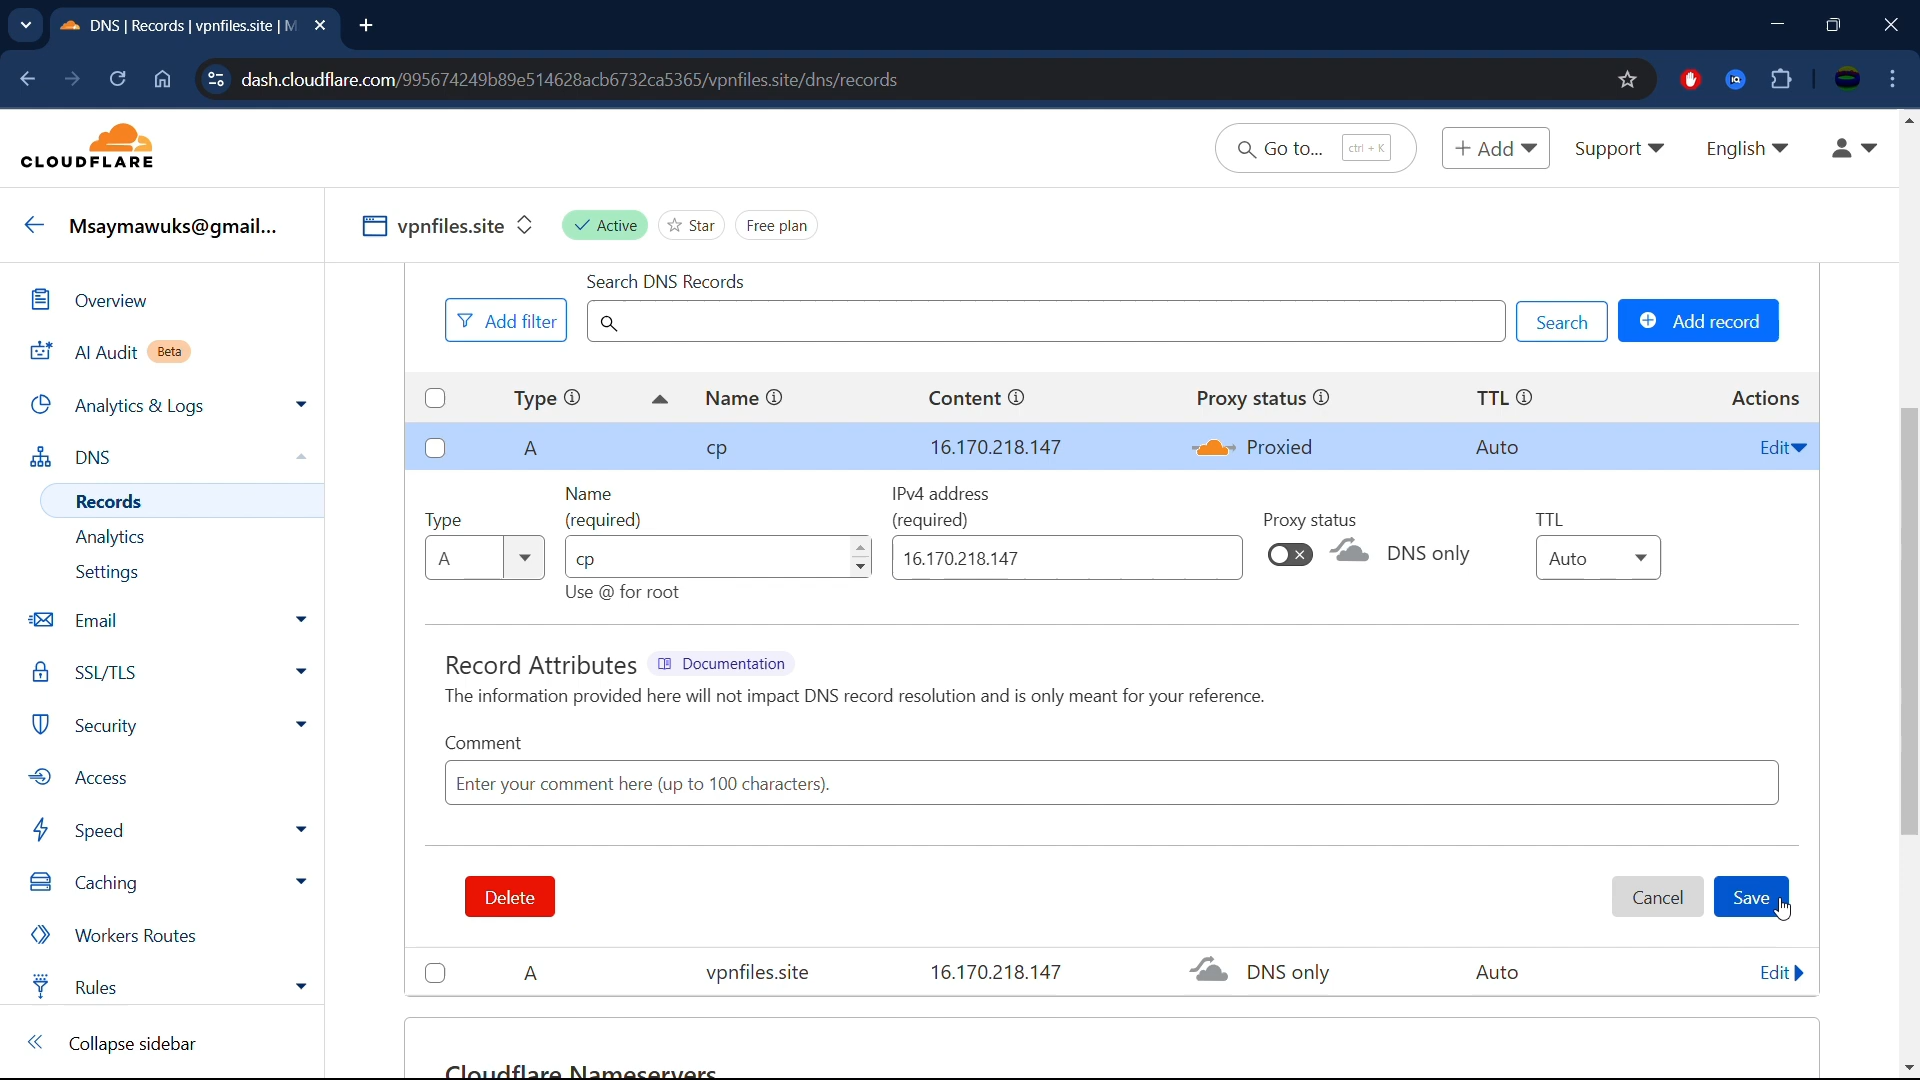 DNS | Records | vpnfiles.site | M
dash.cloudflare.com/995674249b89e514628acb6732ca5365/vpnfiles.site/dns/records
CLOUDFLARE
Go to... ctrl + K
+ Add
Support
English
Msaymawuks@gmail...
vpnfiles.site
Active
Star
Free plan
Overview
AI Audit Beta
Analytics & Logs
DNS
Records
Analytics
Settings
Email
SSL/TLS
Security
Access
Speed
Caching
Workers Routes
Rules
Collapse sidebar
Search DNS Records
Add filter
Search
Add record
Type Name Content Proxy status TTL Actions
A cp 16.170.218.147 Proxied Auto Edit
Type
A
Name
(required)
cp
Use @ for root
IPv4 address
(required)
16.170.218.147
Proxy status
DNS only
TTL
Auto
Record Attributes Documentation
The information provided here will not impact DNS record resolution and is only meant for your reference.
Comment
Enter your comment here (up to 100 characters).
Delete
Cancel
Save
A vpnfiles.site 16.170.218.147 DNS only Auto Edit
Cloudflare Nameservers